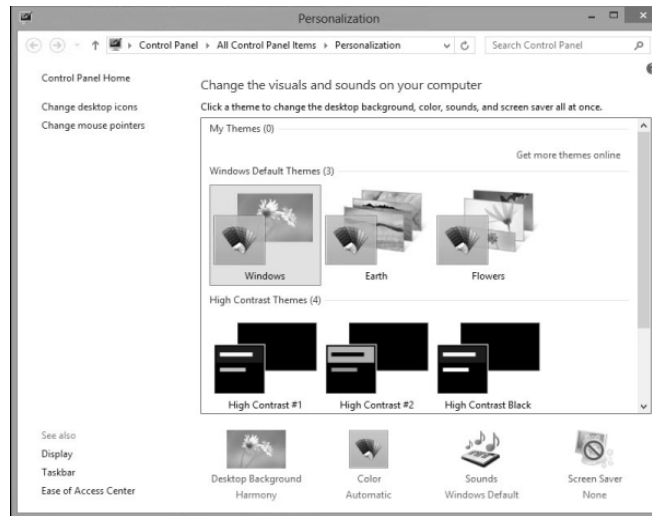 Personalization
Control Panel
All Control Panel Items
Personalization
Search Control Panel
Control Panel Home
Change desktop icons
Change mouse pointers
Change the visuals and sounds on your computer
Click a theme to change the desktop background, color, sounds, and screen saver all at once.
My Themes (0)
Get more themes online
Windows Default Themes (3)
Windows
Earth
Flowers
High Contrast Themes (4)
High Contrast #1
High Contrast #2
High Contrast Black
See also
Display
Taskbar
Ease of Access Center
Desktop Background
Harmony
Color
Automatic
Sounds
Windows Default
Screen Saver
None